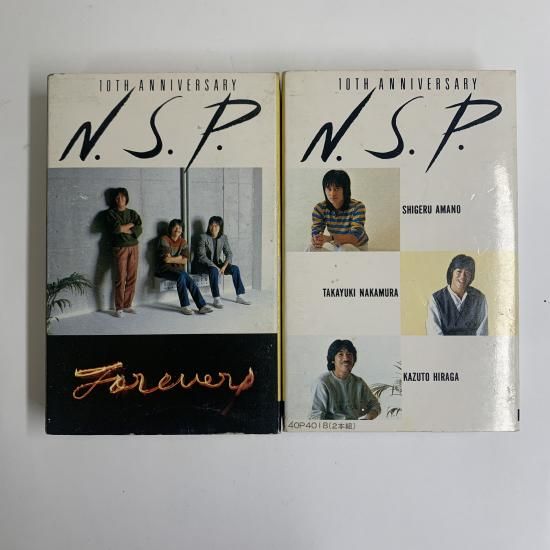 10TH ANNIVERSARY
N.S.P.
Forever
10TH ANNIVERSARY
N.S.P.
SHIGERU AMANO
TAKAYUKI NAKAMURA
KAZUTO HIRAGA
40P4018(2本組)